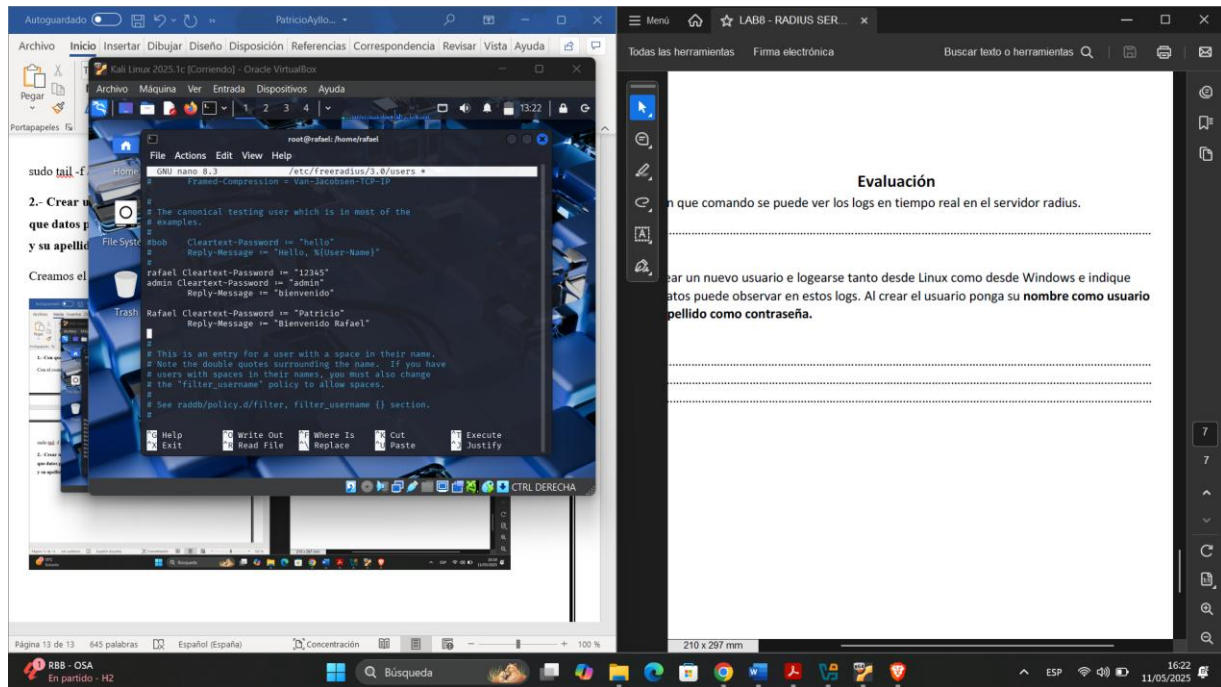 Autoguardado
PatricioAyllo...
Archivo Inicio Insertar Dibujar Diseño Disposición Referencias Correspondencia Revisar Vista Ayuda
Pegar
Portapapeles
sudo tail -f
2.- Crear u
que datos p
y su apellid
Creamos el
Kali Linux 2025.1c [Corriendo] - Oracle VirtualBox
Archivo Máquina Ver Entrada Dispositivos Ayuda
1 2 3 4
13:22
Home
File Syste
Trash
root@rafael: /home/rafael
File Actions Edit View Help
GNU nano 8.3 /etc/freeradius/3.0/users *
# Framed-Compression = Van-Jacobsen-TCP-IP
#
# The canonical testing user which is in most of the
# examples.
#
#bob Cleartext-Password := "hello"
# Reply-Message := "Hello, %{User-Name}"
#
rafael Cleartext-Password := "12345"
admin Cleartext-Password := "admin"
Reply-Message := "bienvenido"
Rafael Cleartext-Password := "Patricio"
Reply-Message := "Bienvenido Rafael"
#
# This is an entry for a user with a space in their name.
# Note the double quotes surrounding the name. If you have
# users with spaces in their names, you must also change
# the "filter_username" policy to allow spaces.
#
# See raddb/policy.d/filter, filter_username {} section.
#
^G Help ^O Write Out ^F Where Is ^K Cut ^T Execute
^X Exit ^R Read File ^\ Replace ^U Paste ^J Justify
CTRL DERECHA
Página 13 de 13 645 palabras Español (España) Concentración 100 %
Menú LAB8 - RADIUS SER...
Todas las herramientas Firma electrónica Buscar texto o herramientas
Evaluación
n que comando se puede ver los logs en tiempo real en el servidor radius.
ear un nuevo usuario e logearse tanto desde Linux como desde Windows e indique
atos puede observar en estos logs. Al crear el usuario ponga su nombre como usuario
pellido como contraseña.
7
7
210 x 297 mm
RBB - OSA
En partido - H2
Búsqueda
ESP
16:22
11/05/2025